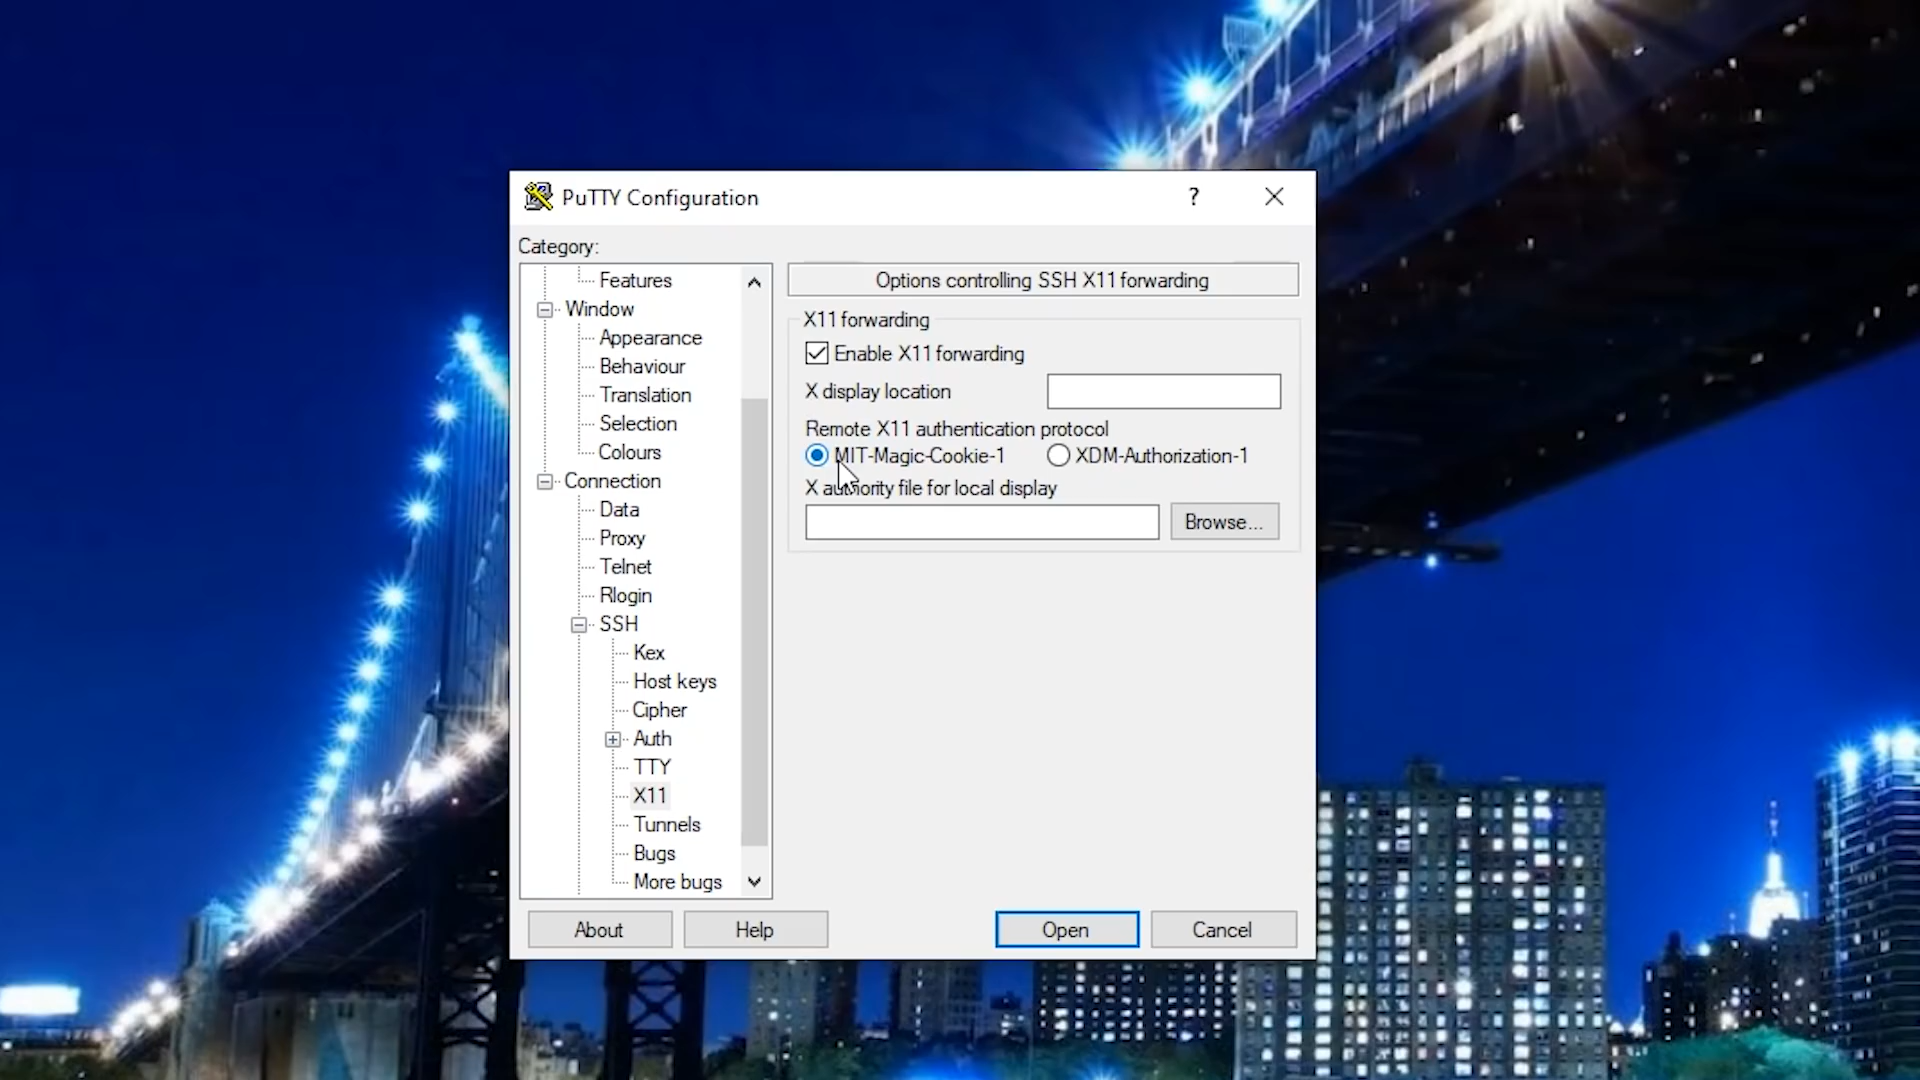 PuTTY Configuration
?
Category:
Features
Window
Appearance
Behaviour
Translation
Selection
Colours
Connection
Data
Proxy
Telnet
Rlogin
SSH
Kex
Host keys
Cipher
Auth
TTY
X11
Tunnels
Bugs
More bugs
Options controlling SSH X11 forwarding
X11 forwarding
Enable X11 forwarding
X display location
Remote X11 authentication protocol
MIT-Magic-Cookie-1 XDM-Authorization-1
X authority file for local display
Browse...
About Help Open Cancel